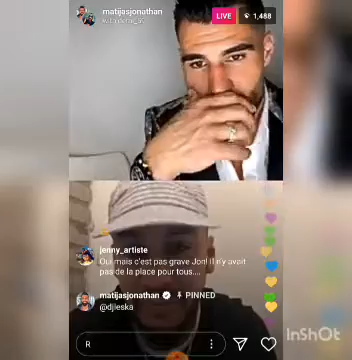 matijasjonathan
LIVE
1,488
jenny_artiste
Oui mais c'est pas grave Jon! Il n'y avait
pas de la place pour tous....
matijasjonathan PINNED
@djleska
R
InShOt